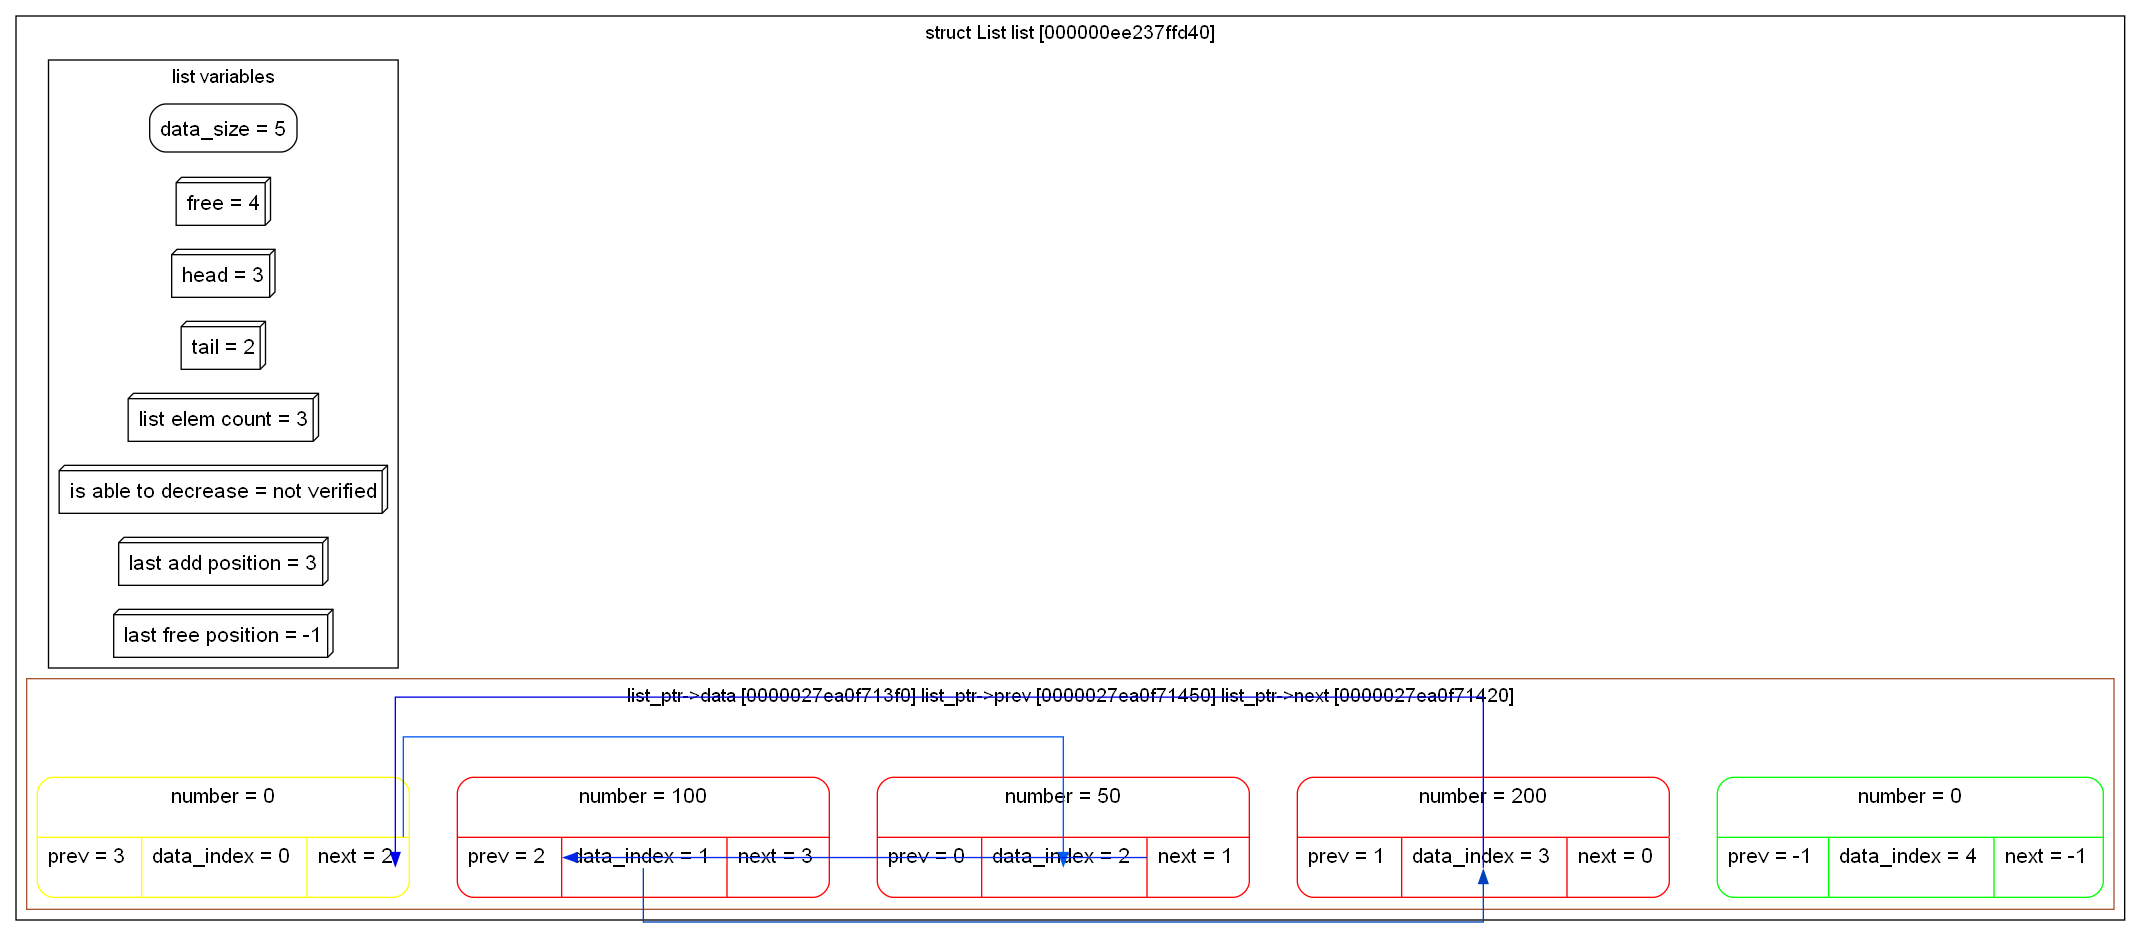 struct List list [000000ee237ffd40]
list variables
data_size = 5
free = 4
head = 3
tail = 2
list elem count = 3
is able to decrease = not verified
last add position = 3
last free position = -1
list_ptr->data [0000027ea0f713f0] list_ptr->prev [0000027ea0f71450] list_ptr->next [0000027ea0f71420]
number = 0
prev = 3 data_index = 0 next = 2
number = 100
prev = 2 data_index = 1 next = 3
number = 50
prev = 0 data_index = 2 next = 1
number = 200
prev = 1 data_index = 3 next = 0
number = 0
prev = -1 data_index = 4 next = -1